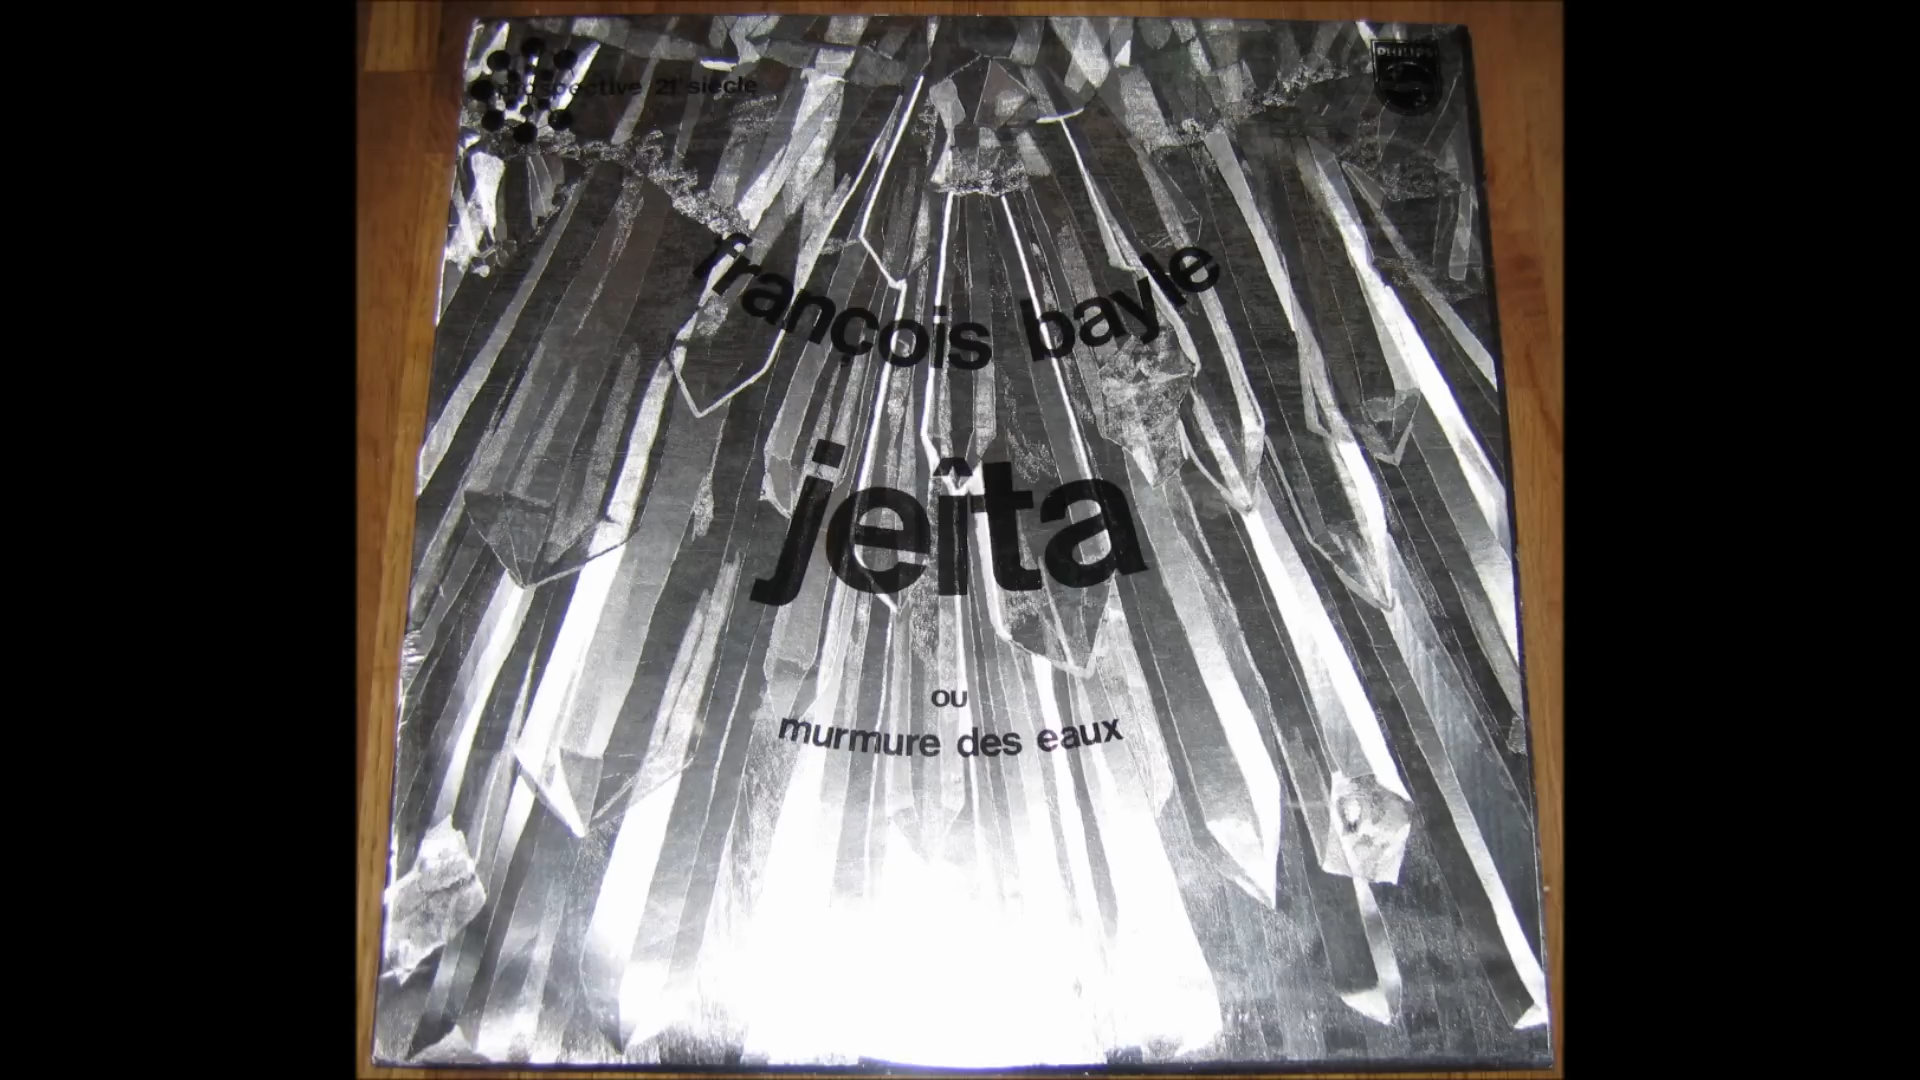 prospective 21e siècle
PHILIPS
françois bayle
jeîta
ou
murmure des eaux